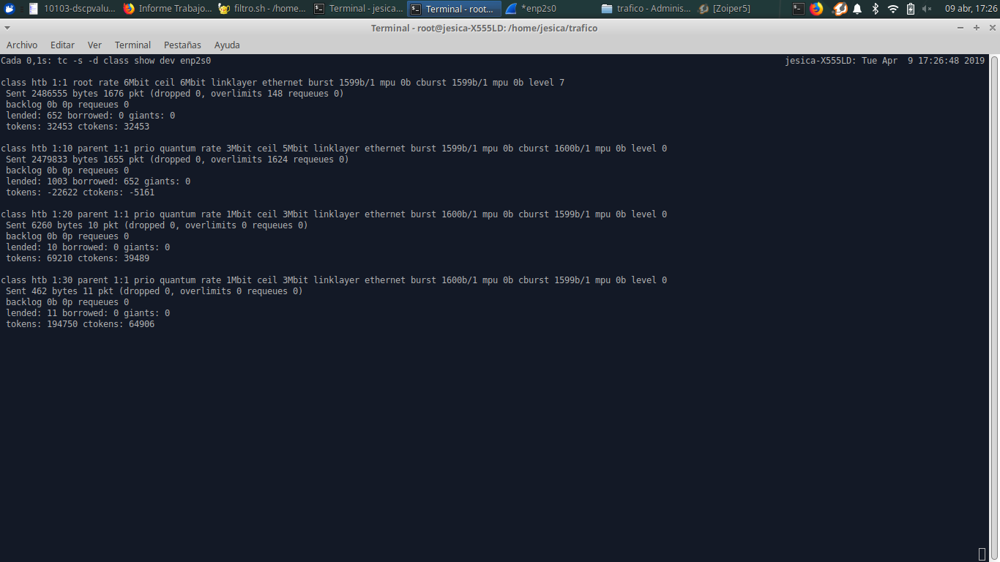 10103-dscpvalu... Informe Trabajo... filtro.sh - /home... Terminal - jesica... Terminal - root... *enp2s0 trafico - Adminis... [Zoiper5] 09 abr, 17:26
Terminal - root@jesica-X555LD: /home/jesica/trafico
Archivo Editar Ver Terminal Pestañas Ayuda
Cada 0,1s: tc -s -d class show dev enp2s0 jesica-X555LD: Tue Apr  9 17:26:48 2019
class htb 1:1 root rate 6Mbit ceil 6Mbit linklayer ethernet burst 1599b/1 mpu 0b cburst 1599b/1 mpu 0b level 7
Sent 2486555 bytes 1676 pkt (dropped 0, overlimits 148 requeues 0)
backlog 0b 0p requeues 0
lended: 652 borrowed: 0 giants: 0
tokens: 32453 ctokens: 32453
class htb 1:10 parent 1:1 prio quantum rate 3Mbit ceil 5Mbit linklayer ethernet burst 1599b/1 mpu 0b cburst 1600b/1 mpu 0b level 0
Sent 2479833 bytes 1655 pkt (dropped 0, overlimits 1624 requeues 0)
backlog 0b 0p requeues 0
lended: 1003 borrowed: 652 giants: 0
tokens: -22622 ctokens: -5161
class htb 1:20 parent 1:1 prio quantum rate 1Mbit ceil 3Mbit linklayer ethernet burst 1600b/1 mpu 0b cburst 1599b/1 mpu 0b level 0
Sent 6260 bytes 10 pkt (dropped 0, overlimits 0 requeues 0)
backlog 0b 0p requeues 0
lended: 10 borrowed: 0 giants: 0
tokens: 69210 ctokens: 39489
class htb 1:30 parent 1:1 prio quantum rate 1Mbit ceil 3Mbit linklayer ethernet burst 1600b/1 mpu 0b cburst 1599b/1 mpu 0b level 0
Sent 462 bytes 11 pkt (dropped 0, overlimits 0 requeues 0)
backlog 0b 0p requeues 0
lended: 11 borrowed: 0 giants: 0
tokens: 194750 ctokens: 64906